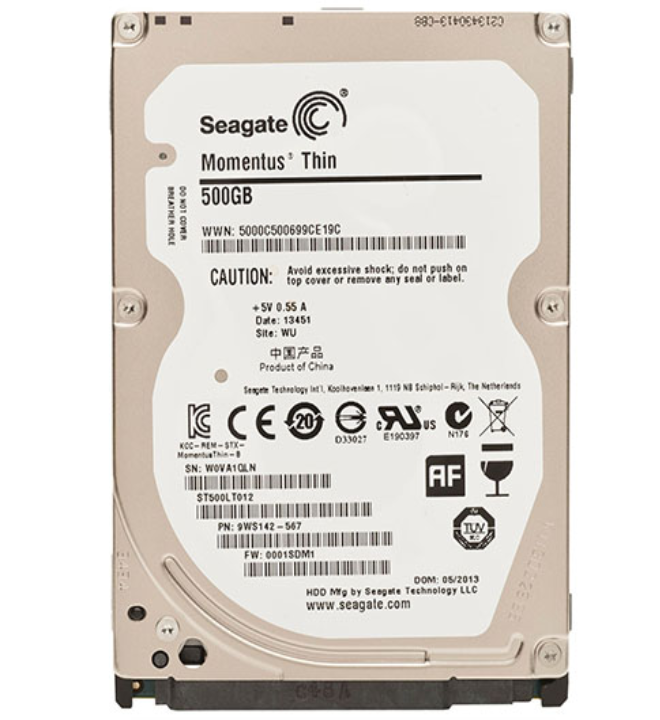 C213430413-CB8
Seagate ®
Momentus® Thin
500GB
DO NOT COVER
BREATHER HOLE
WWN: 5000C500699CE19C
CAUTION: Avoid excessive shock; do not push on
top cover or remove any seal or label.
+5V 0.55 A
Date: 13451
Site: WU
中国产品
Product of China
Seagate Technology Int'l, Koolhovenlaan 1, 1119 NB Schiphol-Rijk, The Netherlands
CE 20 D33027 c RU US E190397 N176
KCC-REM-STX-
MomentusThin-B
AF
SN: W0VA1QLN
ST500LT012
TUV
PN: 9WS142-567
FW: 0001SDM1
DOM: 05/2013
HDD Mfg by Seagate Technology LLC
www.seagate.com